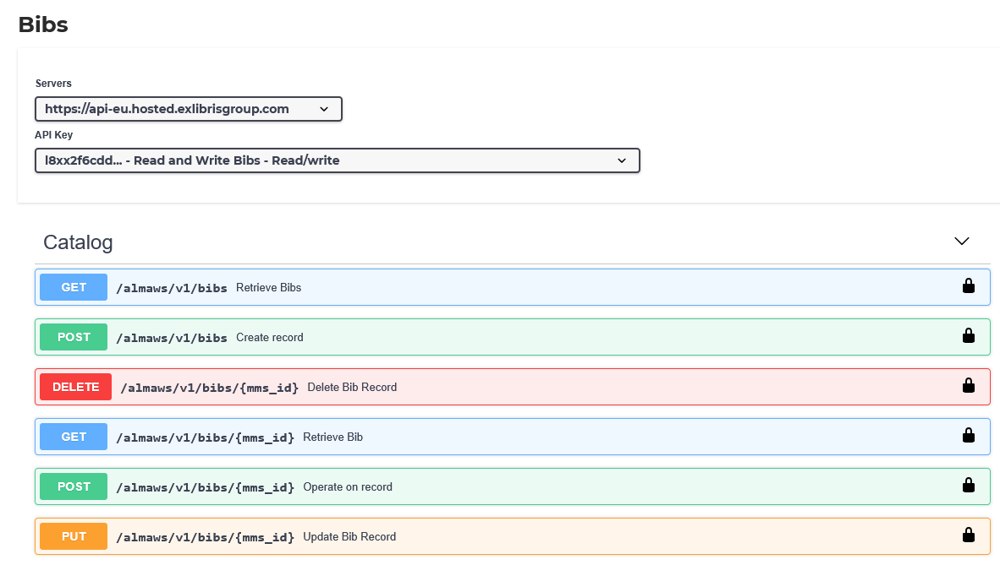 Bibs
Servers
https://api-eu.hosted.exlibrisgroup.com
API Key
l8xx2f6cdd... - Read and Write Bibs - Read/write
Catalog
GET /almaws/v1/bibs Retrieve Bibs
POST /almaws/v1/bibs Create record
DELETE /almaws/v1/bibs/{mms_id} Delete Bib Record
GET /almaws/v1/bibs/{mms_id} Retrieve Bib
POST /almaws/v1/bibs/{mms_id} Operate on record
PUT /almaws/v1/bibs/{mms_id} Update Bib Record